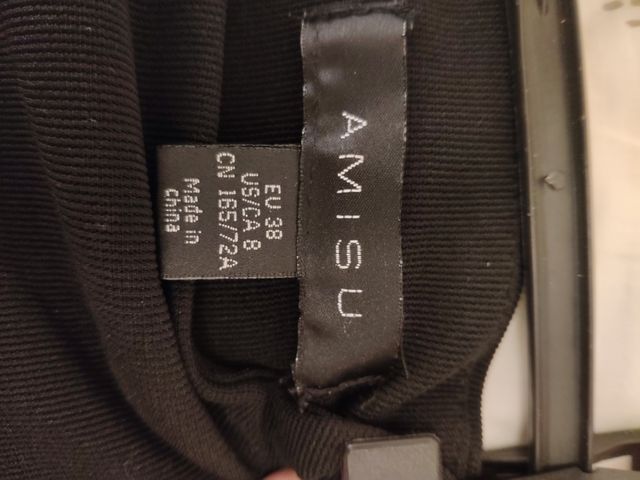 AMISU
EU 38
US/CA 8
CN 165/72A
Made in
China